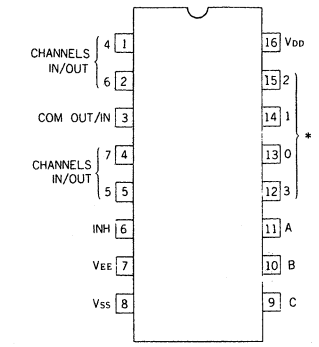 CHANNELS IN/OUT
4 1
6 2
COM OUT/IN 3
CHANNELS IN/OUT
7 4
5 5
INH 6
VEE 7
VSS 8
16 VDD
15 2
14 1
13 0
12 3
*
11 A
10 B
9 C